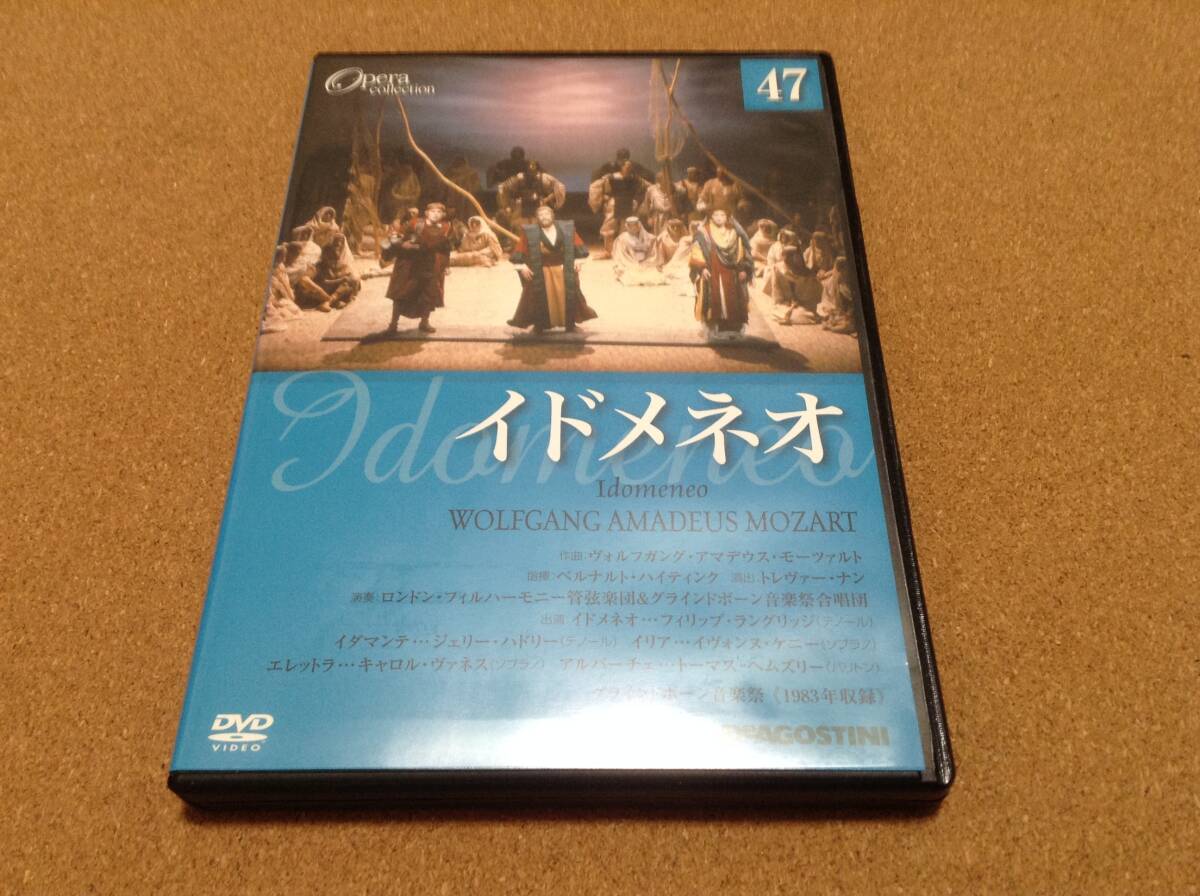 Opera
collection
47
Idomeneo
イドメネオ
Idomeneo
WOLFGANG AMADEUS MOZART
作曲:ヴォルフガング・アマデウス・モーツァルト
指揮:ベルナルト・ハイティンク 演出:トレヴァー・ナン
演奏:ロンドン・フィルハーモニー管弦楽団&グラインドボーン音楽祭合唱団
出演 イドメネオ…フィリップ・ラングリッジ(テノール)
イダマンテ…ジェリー・ハドリー(テノール) イリア…イヴォンヌ・ケニー(ソプラノ)
エレットラ…キャロル・ヴァネス(ソプラノ) アルバーチェ…トーマス・ヘムズリー(バリトン)
グラインドボーン音楽祭《1983年収録》
DVD
VIDEO
DeAGOSTINI